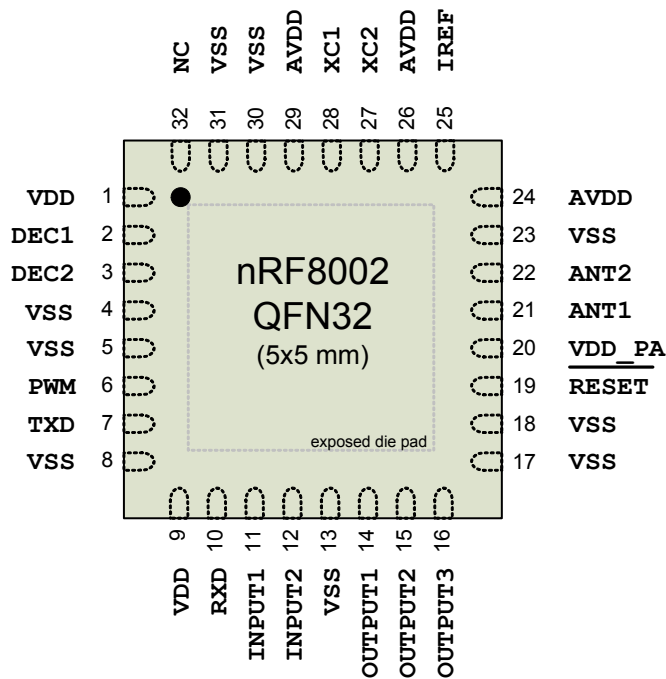 NC
VSS
VSS
AVDD
XC1
XC2
AVDD
IREF
32
31
30
29
28
27
26
25
VDD 1
DEC1 2
DEC2 3
VSS 4
VSS 5
PWM 6
TXD 7
VSS 8
nRF8002
QFN32
(5x5 mm)
exposed die pad
24 AVDD
23 VSS
22 ANT2
21 ANT1
20 VDD_PA
19 RESET
18 VSS
17 VSS
9
10
11
12
13
14
15
16
VDD
RXD
INPUT1
INPUT2
VSS
OUTPUT1
OUTPUT2
OUTPUT3